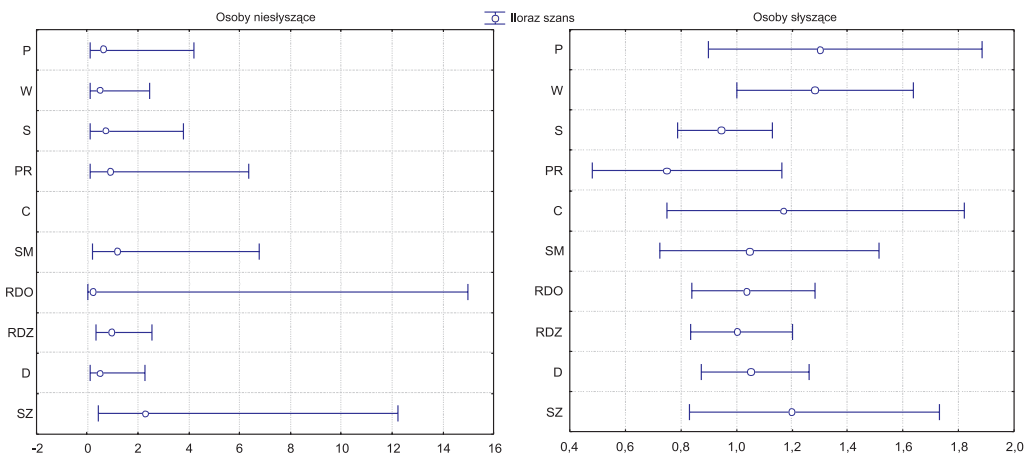 Osoby niesłyszące
Iloraz szans
Osoby słyszące
P
W
S
PR
C
SM
RDO
RDZ
D
SZ
-2 0 2 4 6 8 10 12 14 16
P
W
S
PR
C
SM
RDO
RDZ
D
SZ
0,4 0,6 0,8 1,0 1,2 1,4 1,6 1,8 2,0